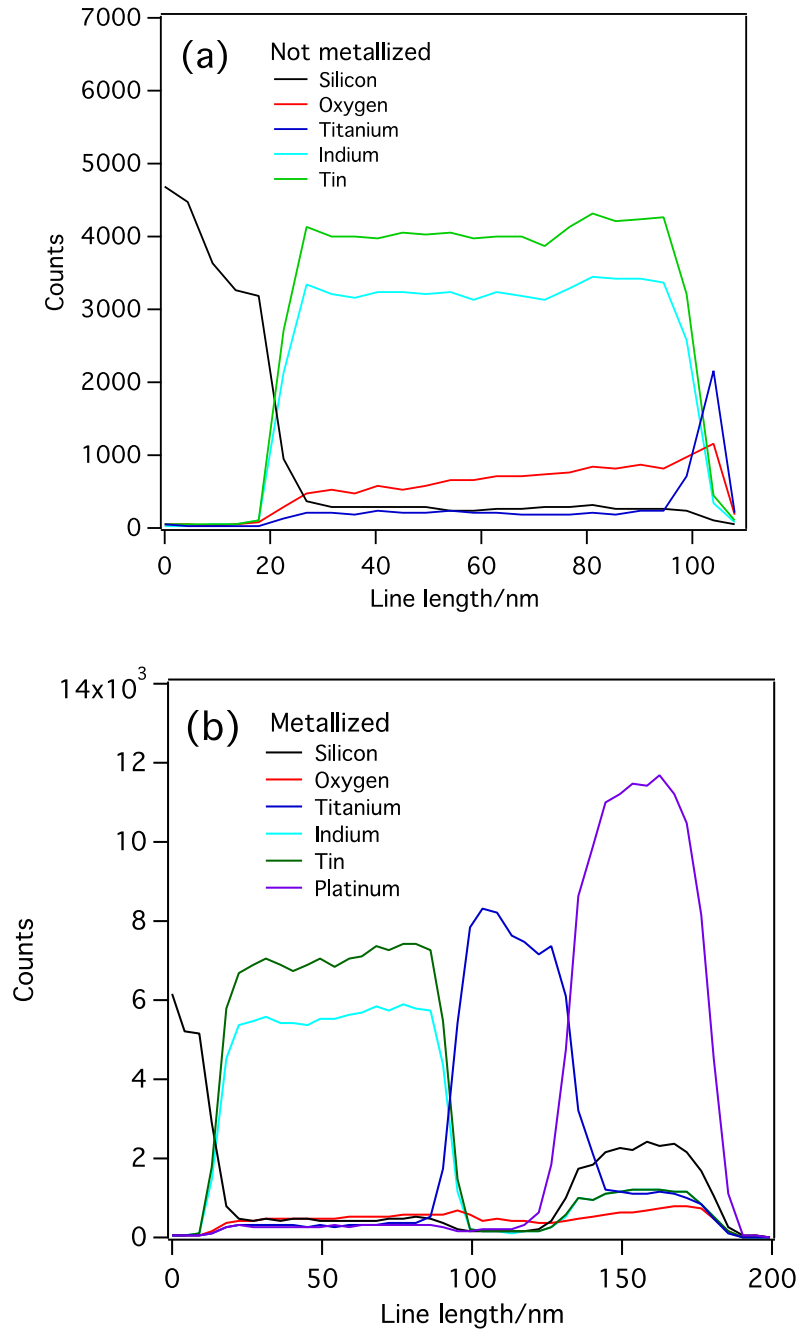 7000
(a)
Not metallized
Silicon
Oxygen
Titanium
Indium
Tin
6000
5000
4000
3000
2000
1000
0
Counts
0 20 40 60 80 100
Line length/nm
14x10³
(b)
Metallized
Silicon
Oxygen
Titanium
Indium
Tin
Platinum
12
10
8
6
4
2
0
Counts
0 50 100 150 200
Line length/nm